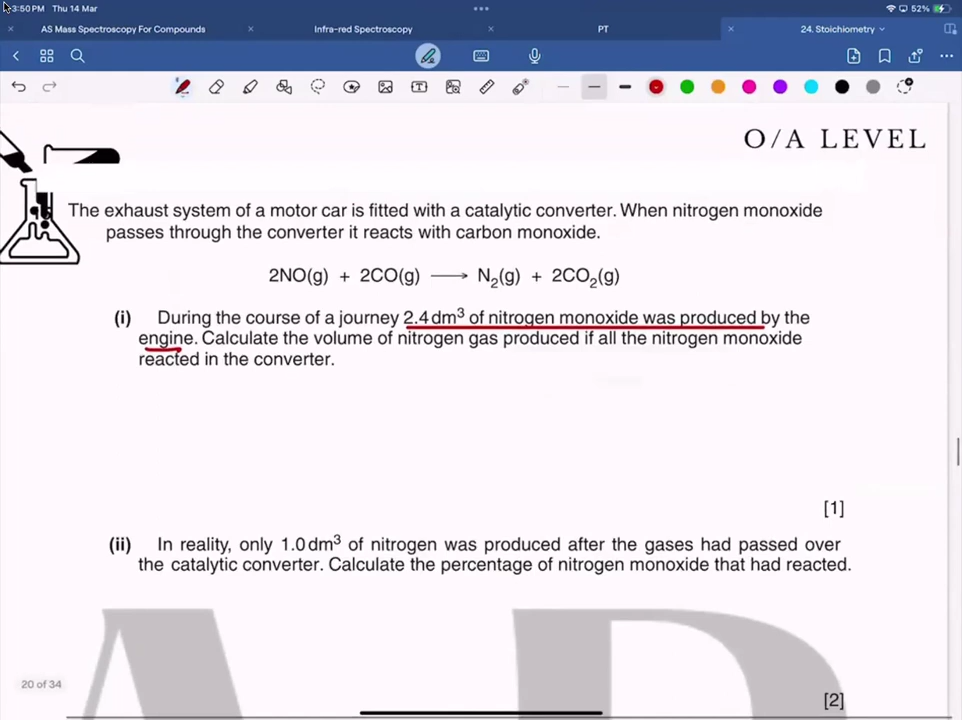 3:50 PM Thu 14 Mar
52%
AS Mass Spectroscopy For Compounds
Infra-red Spectroscopy
PT
24. Stoichiometry
O/A LEVEL
The exhaust system of a motor car is fitted with a catalytic converter. When nitrogen monoxide
passes through the converter it reacts with carbon monoxide.
2NO(g) + 2CO(g) ⟶ N₂(g) + 2CO₂(g)
(i) During the course of a journey 2.4 dm³ of nitrogen monoxide was produced by the
engine. Calculate the volume of nitrogen gas produced if all the nitrogen monoxide
reacted in the converter.
[1]
(ii) In reality, only 1.0 dm³ of nitrogen was produced after the gases had passed over
the catalytic converter. Calculate the percentage of nitrogen monoxide that had reacted.
20 of 34
[2]